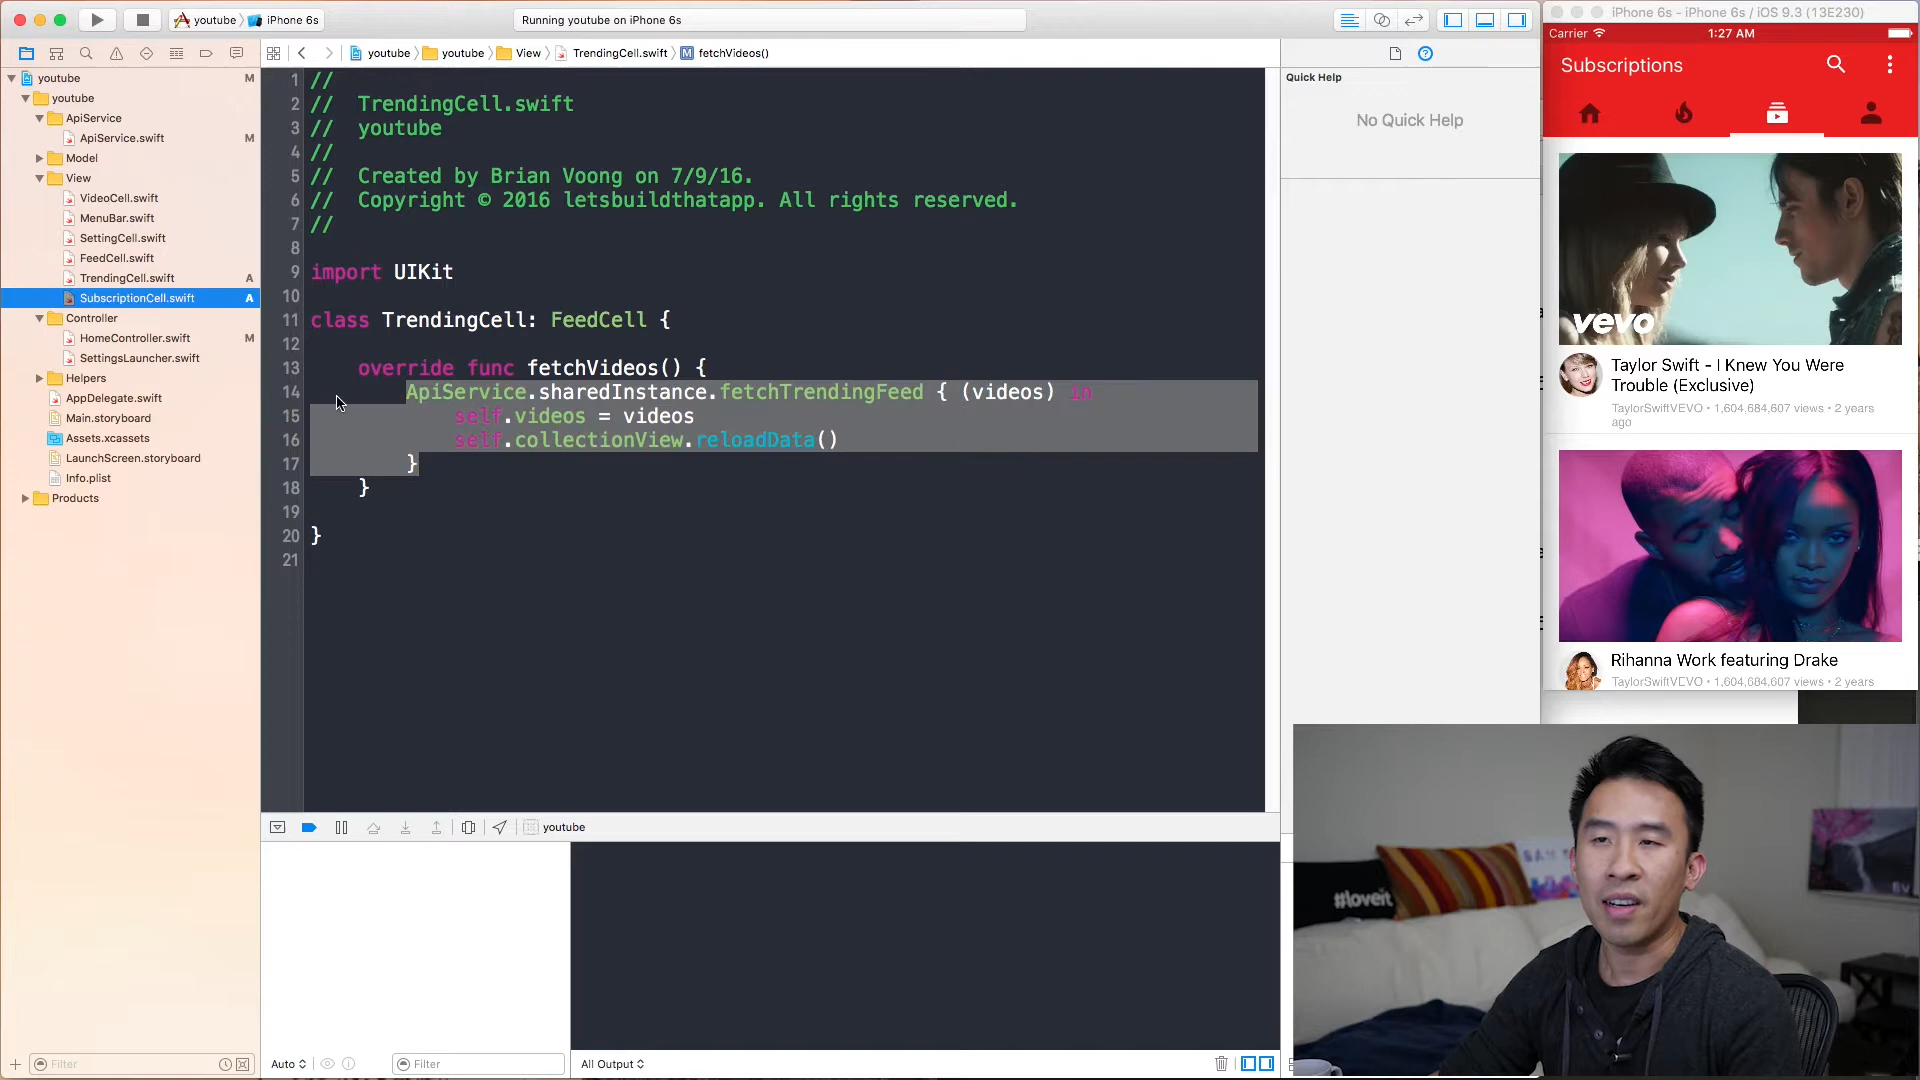 youtube
iPhone 6s
Running youtube on iPhone 6s
youtube
youtube
View
TrendingCell.swift
M
fetchVideos()
youtube
M
youtube
ApiService
ApiService.swift
M
Model
View
VideoCell.swift
MenuBar.swift
SettingCell.swift
FeedCell.swift
TrendingCell.swift
A
SubscriptionCell.swift
A
Controller
HomeController.swift
M
SettingsLauncher.swift
Helpers
AppDelegate.swift
Main.storyboard
Assets.xcassets
LaunchScreen.storyboard
Info.plist
Products
Filter
1 //
2 // TrendingCell.swift
3 // youtube
4 //
5 // Created by Brian Voong on 7/9/16.
6 // Copyright © 2016 letsbuildthatapp. All rights reserved.
7 //
8
9 import UIKit
10
11 class TrendingCell: FeedCell {
12
13 override func fetchVideos() {
14 ApiService.sharedInstance.fetchTrendingFeed { (videos) in
15 self.videos = videos
16 self.collectionView.reloadData()
17 }
18 }
19
20 }
21
youtube
Auto
Filter
All Output
Quick Help
No Quick Help
iPhone 6s - iPhone 6s / iOS 9.3 (13E230)
Carrier
1:27 AM
Subscriptions
vevo
Taylor Swift - I Knew You Were
Trouble (Exclusive)
TaylorSwiftVEVO • 1,604,684,607 views • 2 years
ago
Rihanna Work featuring Drake
TaylorSwiftVEVO • 1,604,684,607 views • 2 years
#loveit